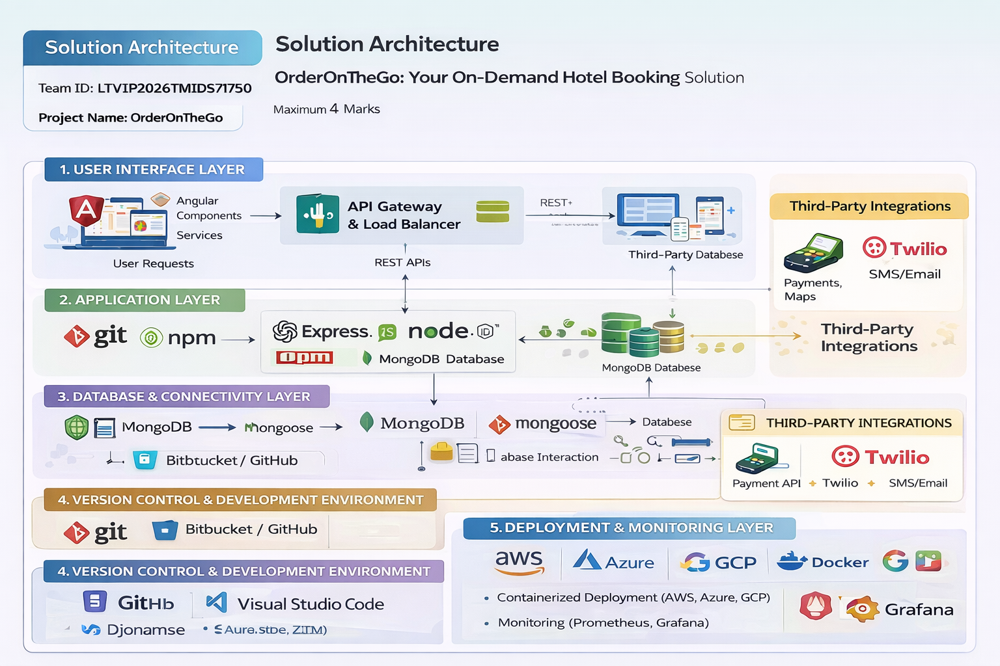 Solution Architecture
Team ID: LTVIP2026TMIDS71750
Project Name: OrderOnTheGo
Solution Architecture
OrderOnTheGo: Your On-Demand Hotel Booking Solution
Maximum 4 Marks
1. USER INTERFACE LAYER
Angular
Components
Services
User Requests
API Gateway
& Load Balancer
REST APIs
REST+
Third-Party Database
Third-Party Integrations
Payments,
Maps
Twilio
SMS/Email
Third-Party
Integrations
2. APPLICATION LAYER
git
npm
Express.
JS
node.
npm
MongoDB Database
MongoDB Databese
3. DATABASE & CONNECTIVITY LAYER
MongoDB
Mhongoose
MongoDB
mongoose
Databese
Bitbtucket / GitHub
abase Interaction
THIRD-PARTY INTEGRATIONS
Twilio
Payment API + Twilio + SMS/Email
4. VERSION CONTROL & DEVELOPMENT ENVIRONMENT
git
Bitbucket / GitHub
4. VERSION CONTROL & DEVELOPMENT ENVIRONMENT
GitHb
Visual Studio Code
Djonamse
5. DEPLOYMENT & MONITORING LAYER
aws
Azure
GCP
Docker
• Containerized Deployment (AWS, Azure, GCP)
• Monitoring (Prometheus, Grafana)
Grafana